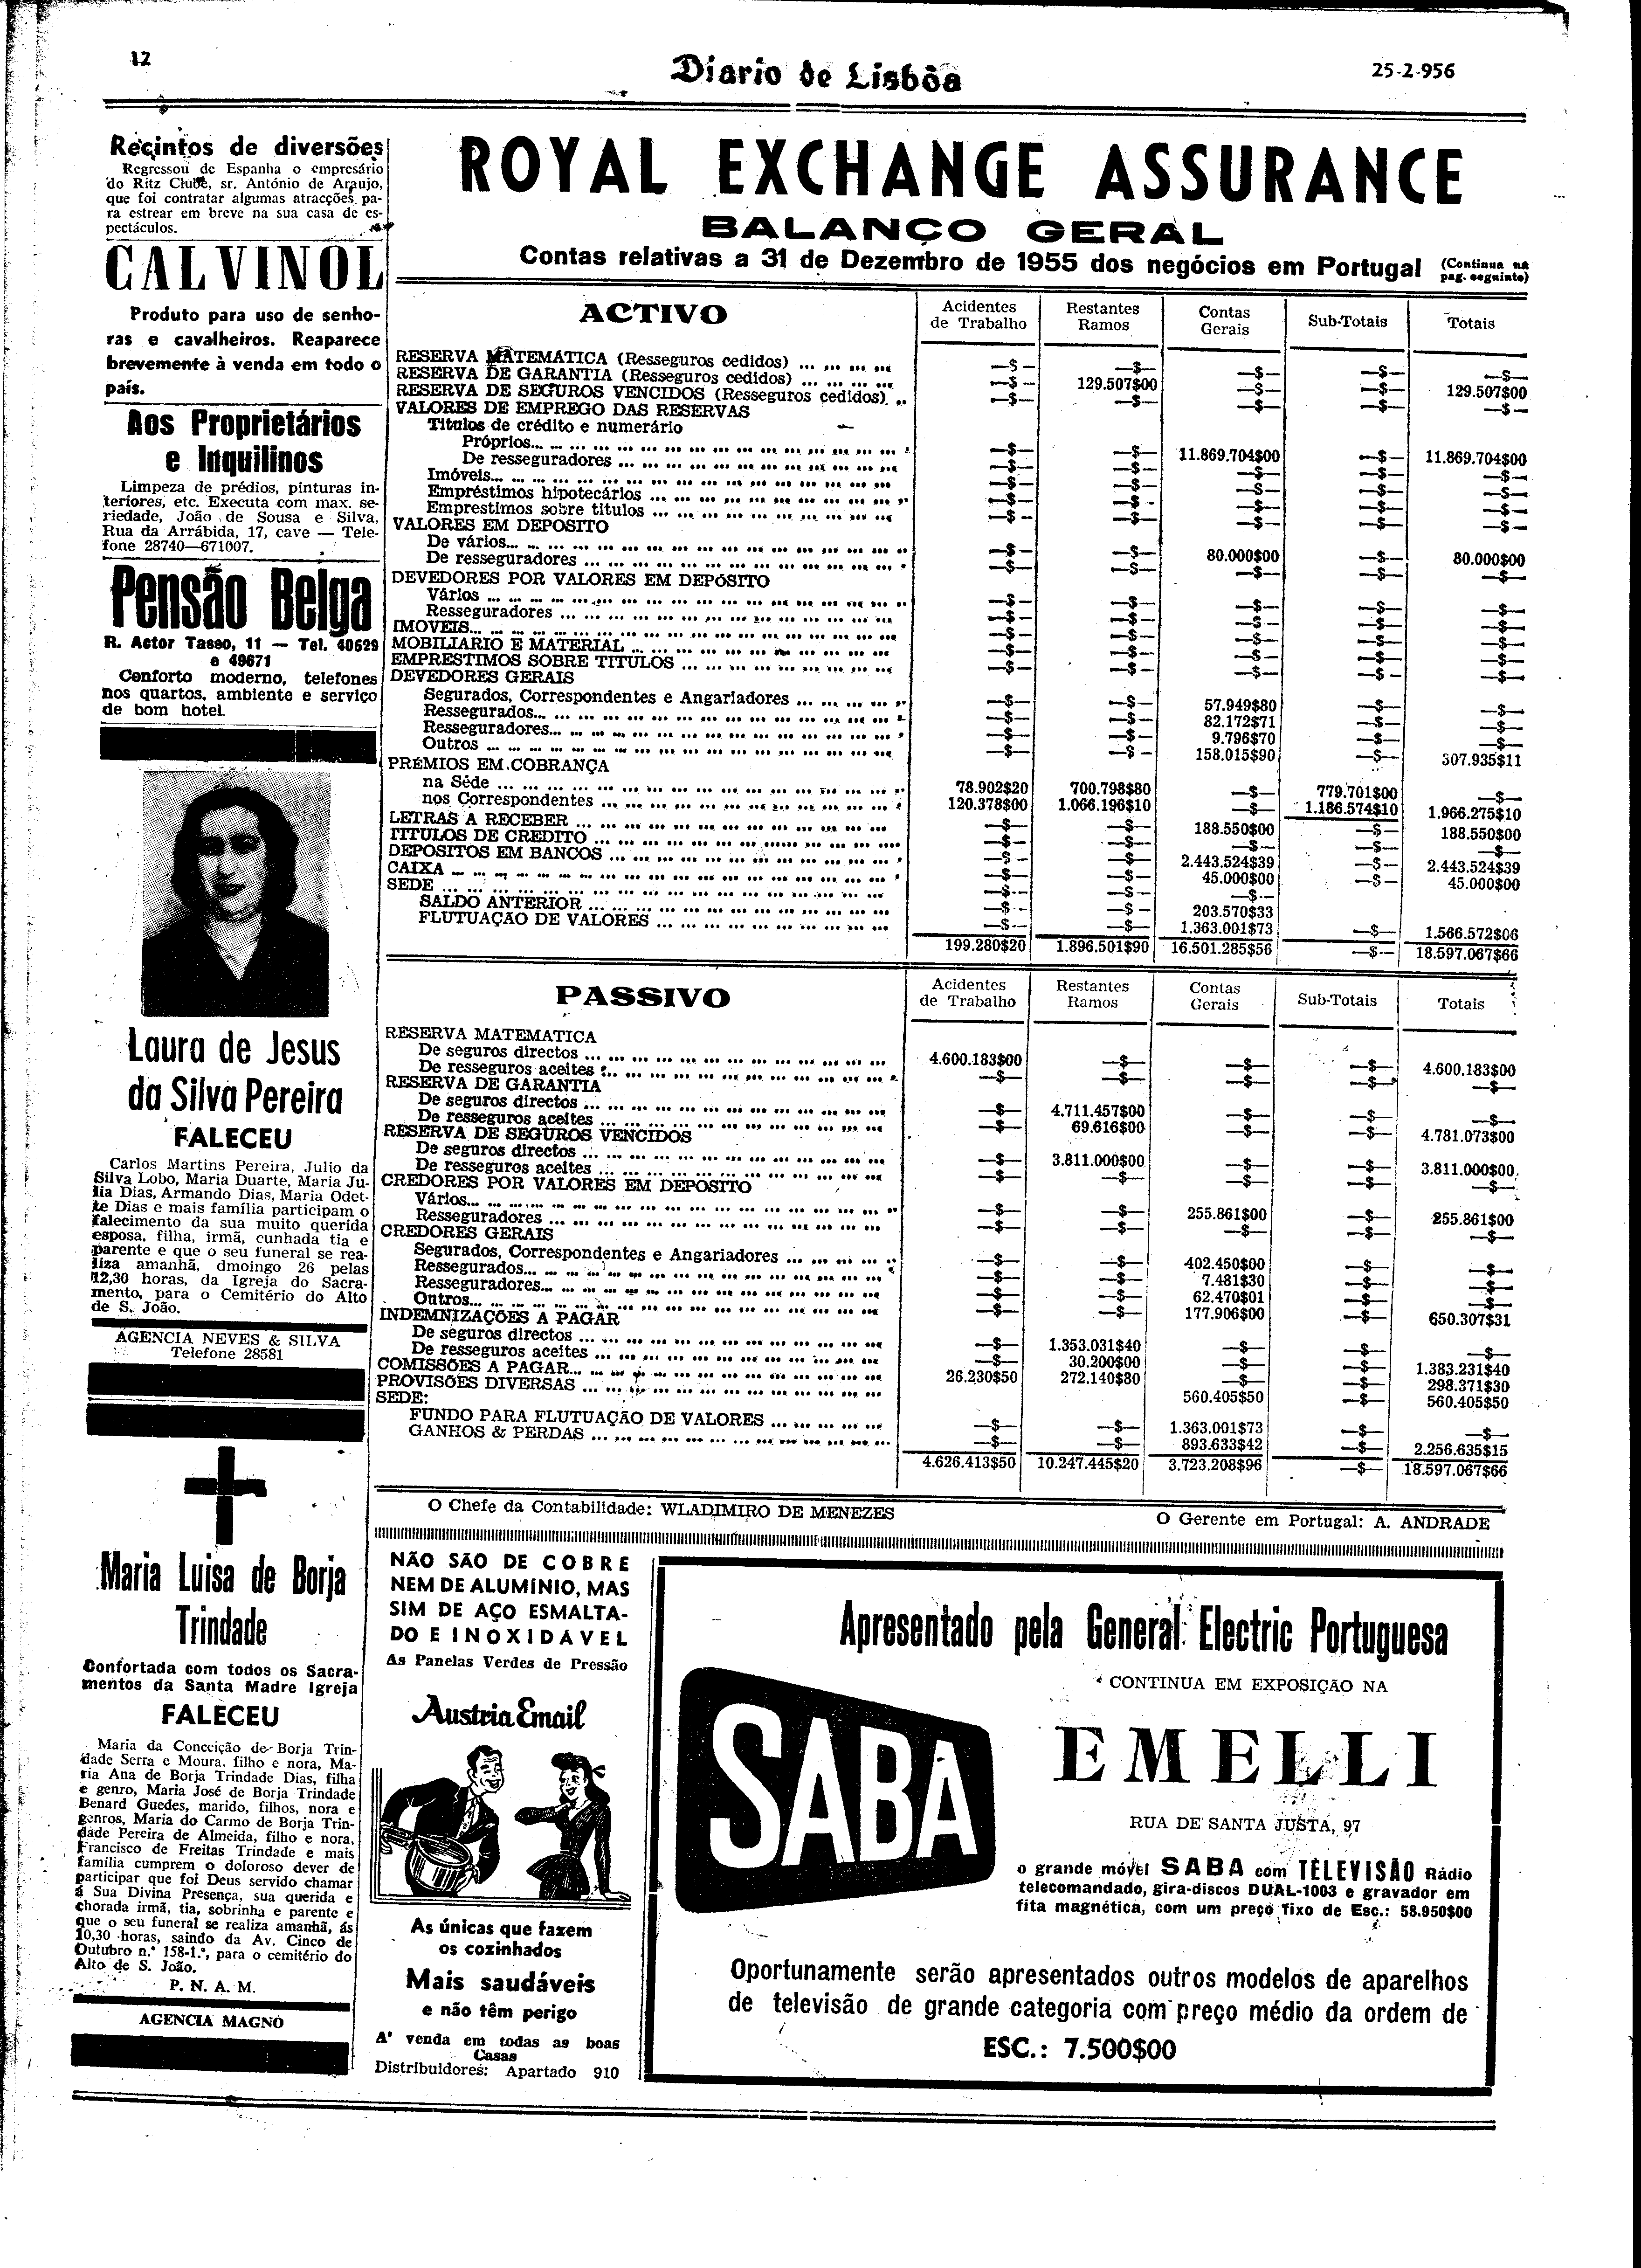 12
Diario de Lisbôa
25-2-956
Recintos de diversões
Regressou de Espanha o empresário
do Ritz Clube, sr. António de Araujo,
que foi contratar algumas atracções pa-
ra estrear em breve na sua casa de es-
pectáculos.
CALVINOL
Produto para uso de senho-
ras e cavalheiros. Reaparece
brevemente à venda em todo o
país.
Aos Proprietários
e Inquilinos
Limpeza de prédios, pinturas in-
teriores, etc. Executa com max. se-
riedade, João de Sousa e Silva,
Rua da Arrábida, 17, cave — Tele-
fone 28740—671007.
Pensão Belga
R. Actor Tasso, 11 — Tel. 40529
e 49671
Conforto moderno, telefones
nos quartos, ambiente e serviço
de bom hotel
Laura de Jesus
da Silva Pereira
FALECEU
Carlos Martins Pereira, Julio da
Silva Lobo, Maria Duarte, Maria Ju-
lia Dias, Armando Dias, Maria Odet-
te Dias e mais família participam o
falecimento da sua muito querida
esposa, filha, irmã, cunhada tia e
parente e que o seu funeral se rea-
liza amanhã, dmoingo 26 pelas
12,30 horas, da Igreja do Sacra-
mento, para o Cemitério do Alto
de S. João.
AGENCIA NEVES & SILVA
Telefone 28581
Maria Luisa de Borja
Trindade
Confortada com todos os Sacra-
mentos da Santa Madre Igreja
FALECEU
Maria da Conceição de Borja Trin-
dade Serra e Moura, filho e nora, Ma-
ria Ana de Borja Trindade Dias, filha
e genro, Maria José de Borja Trindade
Benard Guedes, marido, filhos, nora e
genros, Maria do Carmo de Borja Trin-
dade Pereira de Almeida, filho e nora,
Francisco de Freitas Trindade e mais
família cumprem o doloroso dever de
participar que foi Deus servido chamar
á Sua Divina Presença, sua querida e
chorada irmã, tia, sobrinha e parente e
que o seu funeral se realiza amanhã, ás
10,30 horas, saindo da Av. Cinco de
Outubro n.º 158-1.º, para o cemitério do
Alto de S. João.
P. N. A. M.
AGENCIA MAGNO
ROYAL EXCHANGE ASSURANCE
BALANÇO GERAL
Contas relativas a 31 de Dezembro de 1955 dos negócios em Portugal (Continua na
pag. seguinte)
ACTIVO Acidentes de Trabalho Restantes Ramos Contas Gerais Sub-Totais Totais
RESERVA MATEMATICA (Resseguros cedidos) ... —$— —$— —$— —$— —$—
RESERVA DE GARANTIA (Resseguros cedidos) ... —$— 129.507$00 —$— —$— 129.507$00
RESERVA DE SEGUROS VENCIDOS (Resseguros cedidos) .. —$— —$— —$— —$— —$—
VALORES DE EMPREGO DAS RESERVAS
Titulos de crédito e numerário
Próprios... —$— —$— 11.869.704$00 —$— 11.869.704$00
De resseguradores ... —$— —$— —$— —$— —$—
Imóveis... —$— —$— —$— —$— —$—
Empréstimos hipotecários ... —$— —$— —$— —$— —$—
Emprestimos sobre titulos ... —$— —$— —$— —$— —$—
VALORES EM DEPOSITO
De vários... —$— —$— 80.000$00 —$— 80.000$00
De resseguradores ... —$— —$— —$— —$— —$—
DEVEDORES POR VALORES EM DEPOSITO
Vários ... —$— —$— —$— —$— —$—
Resseguradores ... —$— —$— —$— —$— —$—
IMOVEIS... —$— —$— —$— —$— —$—
MOBILIARIO E MATERIAL ... —$— —$— —$— —$— —$—
EMPRESTIMOS SOBRE TITULOS ... —$— —$— —$— —$— —$—
DEVEDORES GERAIS
Segurados, Correspondentes e Angariadores ... —$— —$— 57.949$80 —$— —$—
Ressegurados... —$— —$— 82.172$71 —$— —$—
Resseguradores... —$— —$— 9.796$70 —$— —$—
Outros ... —$— —$— 158.015$90 —$— 307.935$11
PRÉMIOS EM COBRANÇA
na Séde ... 78.902$20 700.798$80 —$— 779.701$00 —$—
nos Correspondentes ... 120.378$00 1.066.196$10 —$— 1.186.574$10 1.966.275$10
LETRAS A RECEBER ... —$— —$— 188.550$00 —$— 188.550$00
TITULOS DE CREDITO ... —$— —$— —$— —$— —$—
DEPOSITOS EM BANCOS ... —$— —$— 2.443.524$39 —$— 2.443.524$39
CAIXA ... —$— —$— 45.000$00 —$— 45.000$00
SEDE ... —$— —$— —$—
SALDO ANTERIOR ... —$— —$— 203.570$33
FLUTUAÇÃO DE VALORES ... —$— —$— 1.363.001$73 —$— 1.566.572$06
199.280$20 1.896.501$90 16.501.285$56 —$— 18.597.067$66
PASSIVO Acidentes de Trabalho Restantes Ramos Contas Gerais Sub-Totais Totais
RESERVA MATEMATICA
De seguros directos ... 4.600.183$00 —$— —$— —$— 4.600.183$00
De resseguros aceites ... —$— —$— —$— —$— —$—
RESERVA DE GARANTIA
De seguros directos ... —$— 4.711.457$00 —$— —$— —$—
De resseguros aceites ... —$— 69.616$00 —$— —$— 4.781.073$00
RESERVA DE SEGUROS VENCIDOS
De seguros directos ... —$— 3.811.000$00 —$— —$— 3.811.000$00
De resseguros aceites ... —$— —$— —$— —$— —$—
CREDORES POR VALORES EM DEPOSITO
Vários... —$— —$— 255.861$00 —$— 255.861$00
Resseguradores ... —$— —$— —$— —$— —$—
CREDORES GERAIS
Segurados, Correspondentes e Angariadores ... —$— —$— 402.450$00 —$— —$—
Ressegurados... —$— —$— 7.481$30 —$— —$—
Resseguradores... —$— —$— 62.470$01 —$— —$—
Outros... —$— —$— 177.906$00 —$— 650.307$31
INDEMNIZAÇÕES A PAGAR
De seguros directos ... —$— 1.353.031$40 —$— —$— —$—
De resseguros aceites ... —$— 30.200$00 —$— —$— 1.383.231$40
COMISSÕES A PAGAR... 26.230$50 272.140$80 —$— —$— 298.371$30
PROVISÕES DIVERSAS ... 560.405$50 —$— 560.405$50
SEDE:
FUNDO PARA FLUTUAÇÃO DE VALORES ... —$— —$— 1.363.001$73 —$— —$—
GANHOS & PERDAS ... —$— —$— 893.633$42 —$— 2.256.635$15
4.626.413$50 10.247.445$20 3.723.208$96 —$— 18.597.067$66
O Chefe da Contabilidade: WLADIMIRO DE MENEZES
O Gerente em Portugal: A. ANDRADE
NÃO SÃO DE COBRE
NEM DE ALUMÍNIO, MAS
SIM DE AÇO ESMALTA-
DO E INOXIDÁVEL
As Panelas Verdes de Pressão
Austria Email
As únicas que fazem
os cozinhados
Mais saudáveis
e não têm perigo
A' venda em todas as boas
Casas
Distribuidores: Apartado 910
Apresentado pela General Electric Portuguesa
SABA
CONTINUA EM EXPOSIÇÃO NA
EMELLI
RUA DE SANTA JUSTA, 97
o grande móvel SABA com TELEVISÃO Rádio
telecomandado, gira-discos DUAL-1003 e gravador em
fita magnética, com um preço fixo de Esc.: 58.950$00
Oportunamente serão apresentados outros modelos de aparelhos
de televisão de grande categoria com preço médio da ordem de
ESC.: 7.500$00